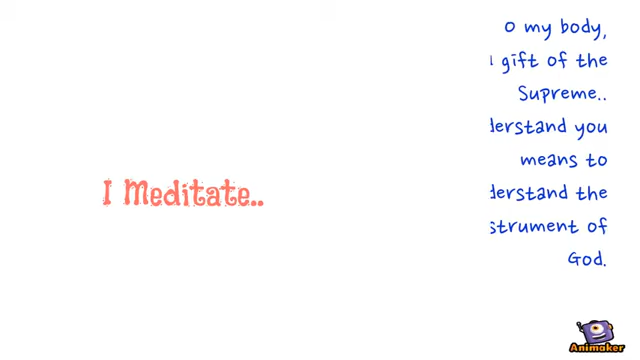 I Meditate..
O my body,
gift of the
Supreme..
you
means to
the
of
God.
Animaker